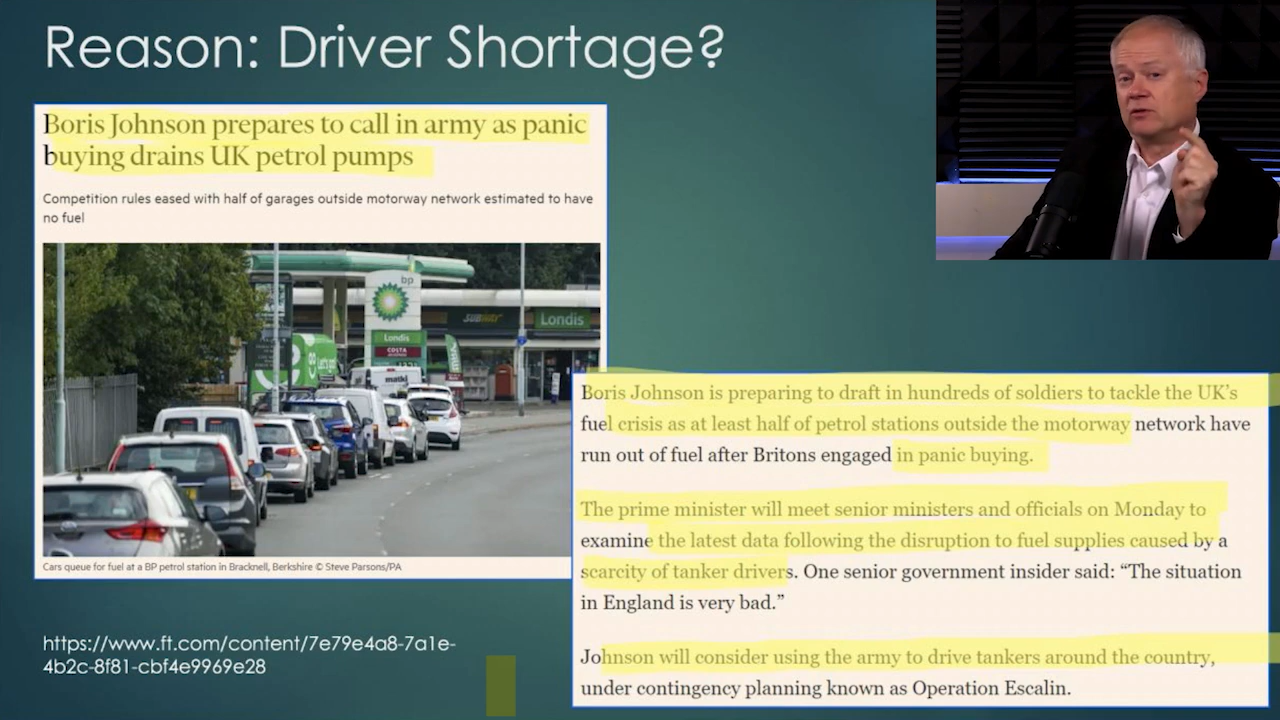 Reason: Driver Shortage?
Boris Johnson prepares to call in army as panic
buying drains UK petrol pumps
Competition rules eased with half of garages outside motorway network estimated to have
no fuel
bp
SUBWAY
Londis
Londis
COSTA
Cars queue for fuel at a BP petrol station in Bracknell, Berkshire © Steve Parsons/PA
Boris Johnson is preparing to draft in hundreds of soldiers to tackle the UK’s
fuel crisis as at least half of petrol stations outside the motorway network have
run out of fuel after Britons engaged in panic buying.
The prime minister will meet senior ministers and officials on Monday to
examine the latest data following the disruption to fuel supplies caused by a
scarcity of tanker drivers. One senior government insider said: “The situation
in England is very bad.”
Johnson will consider using the army to drive tankers around the country,
under contingency planning known as Operation Escalin.
https://www.ft.com/content/7e79e4a8-7a1e-
4b2c-8f81-cbf4e9969e28